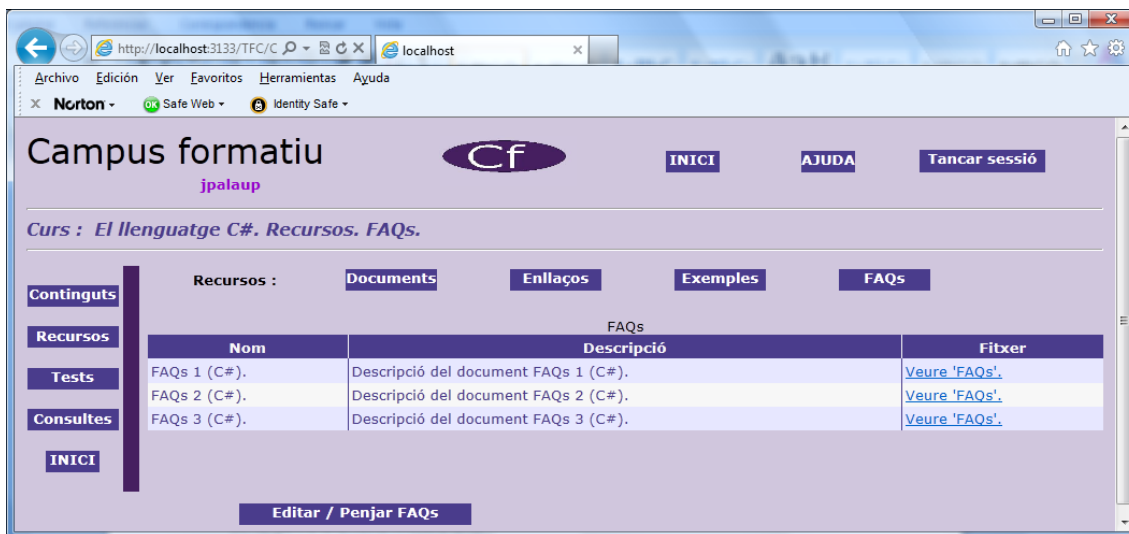 http://localhost:3133/TFC/C
localhost
Archivo Edición Ver Favoritos Herramientas Ayuda
Norton
OK Safe Web
Identity Safe
Campus formatiu
Cf
INICI
AJUDA
Tancar sessió
jpalaup
Curs : El llenguatge C#. Recursos. FAQs.
Continguts
Recursos
Tests
Consultes
INICI
Recursos :
Documents
Enllaços
Exemples
FAQs
FAQs
Nom Descripció Fitxer
FAQs 1 (C#). Descripció del document FAQs 1 (C#). Veure 'FAQs'.
FAQs 2 (C#). Descripció del document FAQs 2 (C#). Veure 'FAQs'.
FAQs 3 (C#). Descripció del document FAQs 3 (C#). Veure 'FAQs'.
Editar / Penjar FAQs